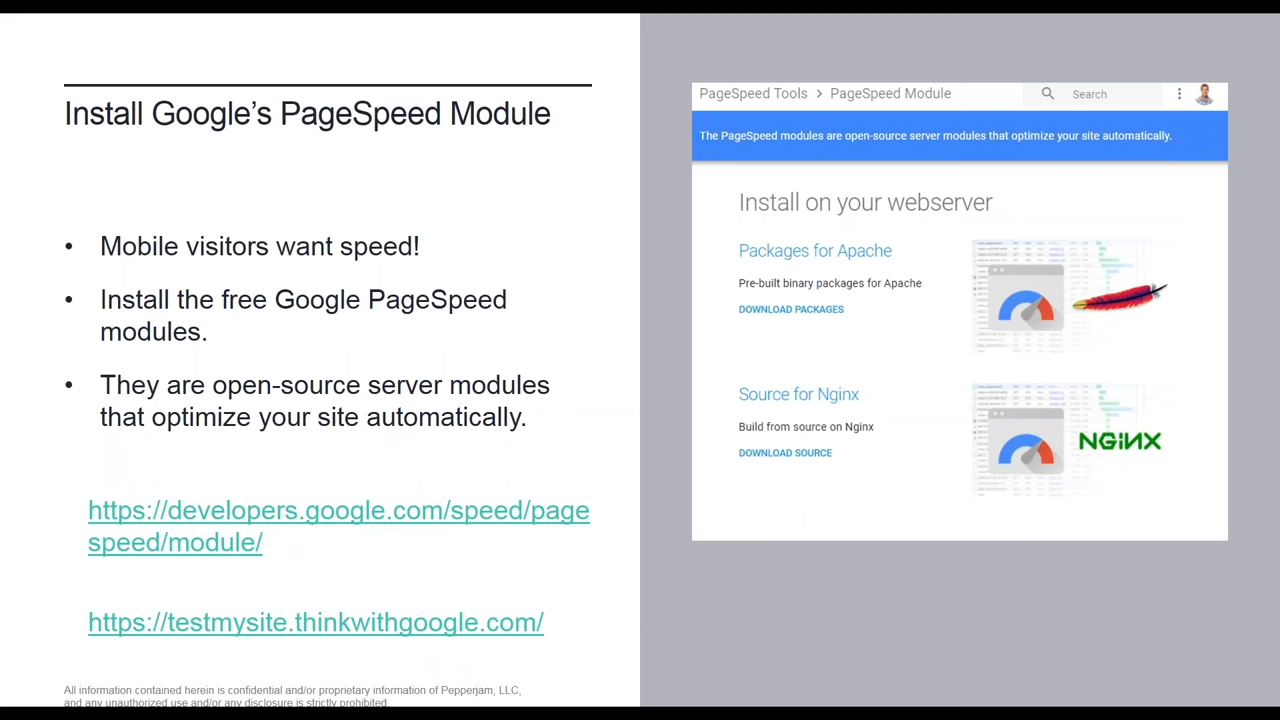 Install Google's PageSpeed Module
• Mobile visitors want speed!
• Install the free Google PageSpeed
modules.
• They are open-source server modules
that optimize your site automatically.
https://developers.google.com/speed/page
speed/module/
https://testmysite.thinkwithgoogle.com/
All information contained herein is confidential and/or proprietary information of Pepperjam, LLC,
and any unauthorized use and/or any disclosure is strictly prohibited.
PageSpeed Tools > PageSpeed Module
Search
The PageSpeed modules are open-source server modules that optimize your site automatically.
Install on your webserver
Packages for Apache
Pre-built binary packages for Apache
DOWNLOAD PACKAGES
Source for Nginx
Build from source on Nginx
DOWNLOAD SOURCE
NGINX